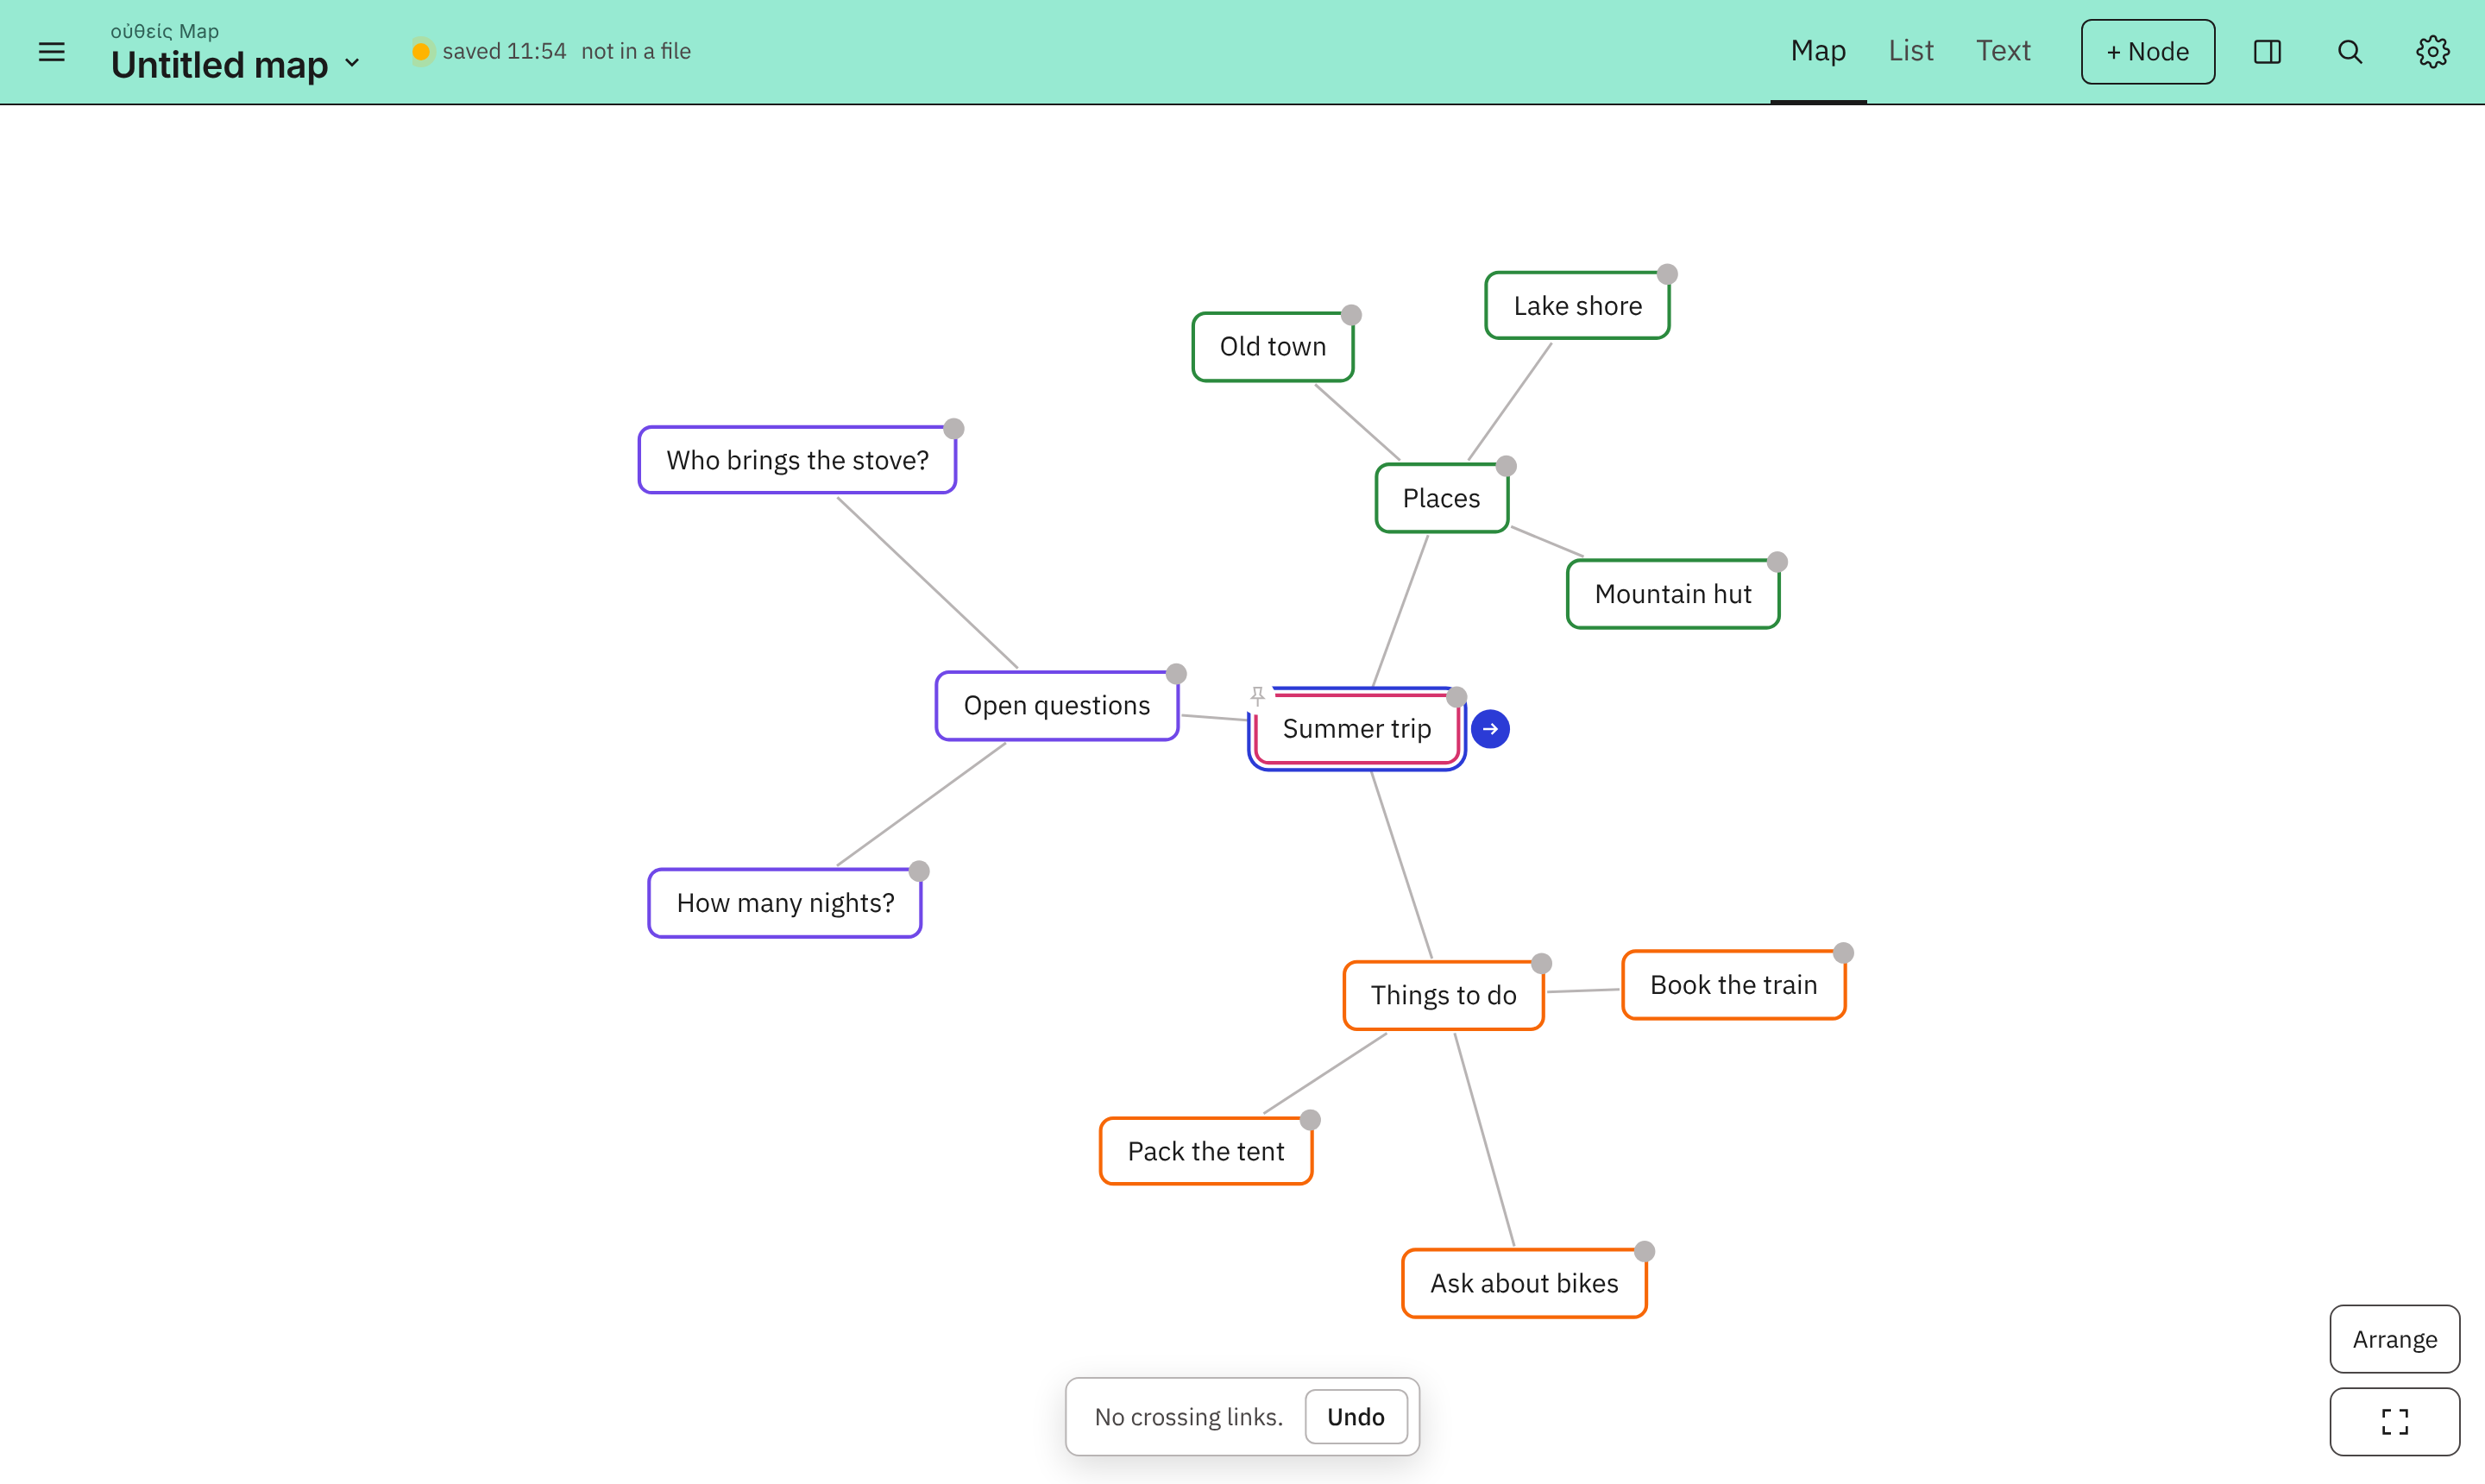 οὐθείς Map
Untitled map
saved 11:54 not in a file
Map
List
Text
+ Node
Lake shore
Old town
Who brings the stove?
Places
Mountain hut
Open questions
Summer trip
How many nights?
Book the train
Things to do
Pack the tent
Ask about bikes
Arrange
No crossing links.
Undo